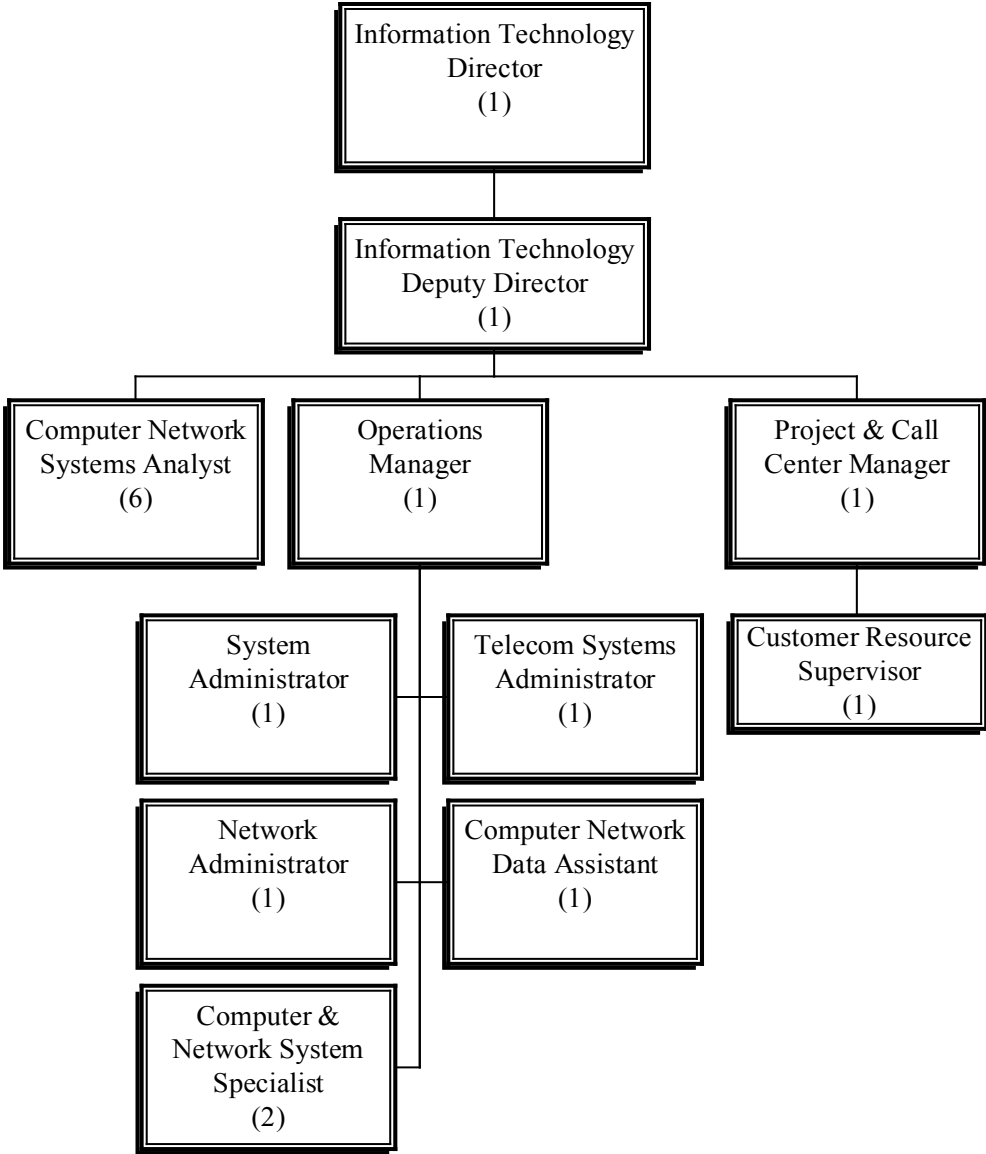 Information Technology
Director
(1)
Information Technology
Deputy Director
(1)
Computer Network
Systems Analyst
(6)
Operations
Manager
(1)
Project & Call
Center Manager
(1)
System
Administrator
(1)
Telecom Systems
Administrator
(1)
Customer Resource
Supervisor
(1)
Network
Administrator
(1)
Computer Network
Data Assistant
(1)
Computer &
Network System
Specialist
(2)